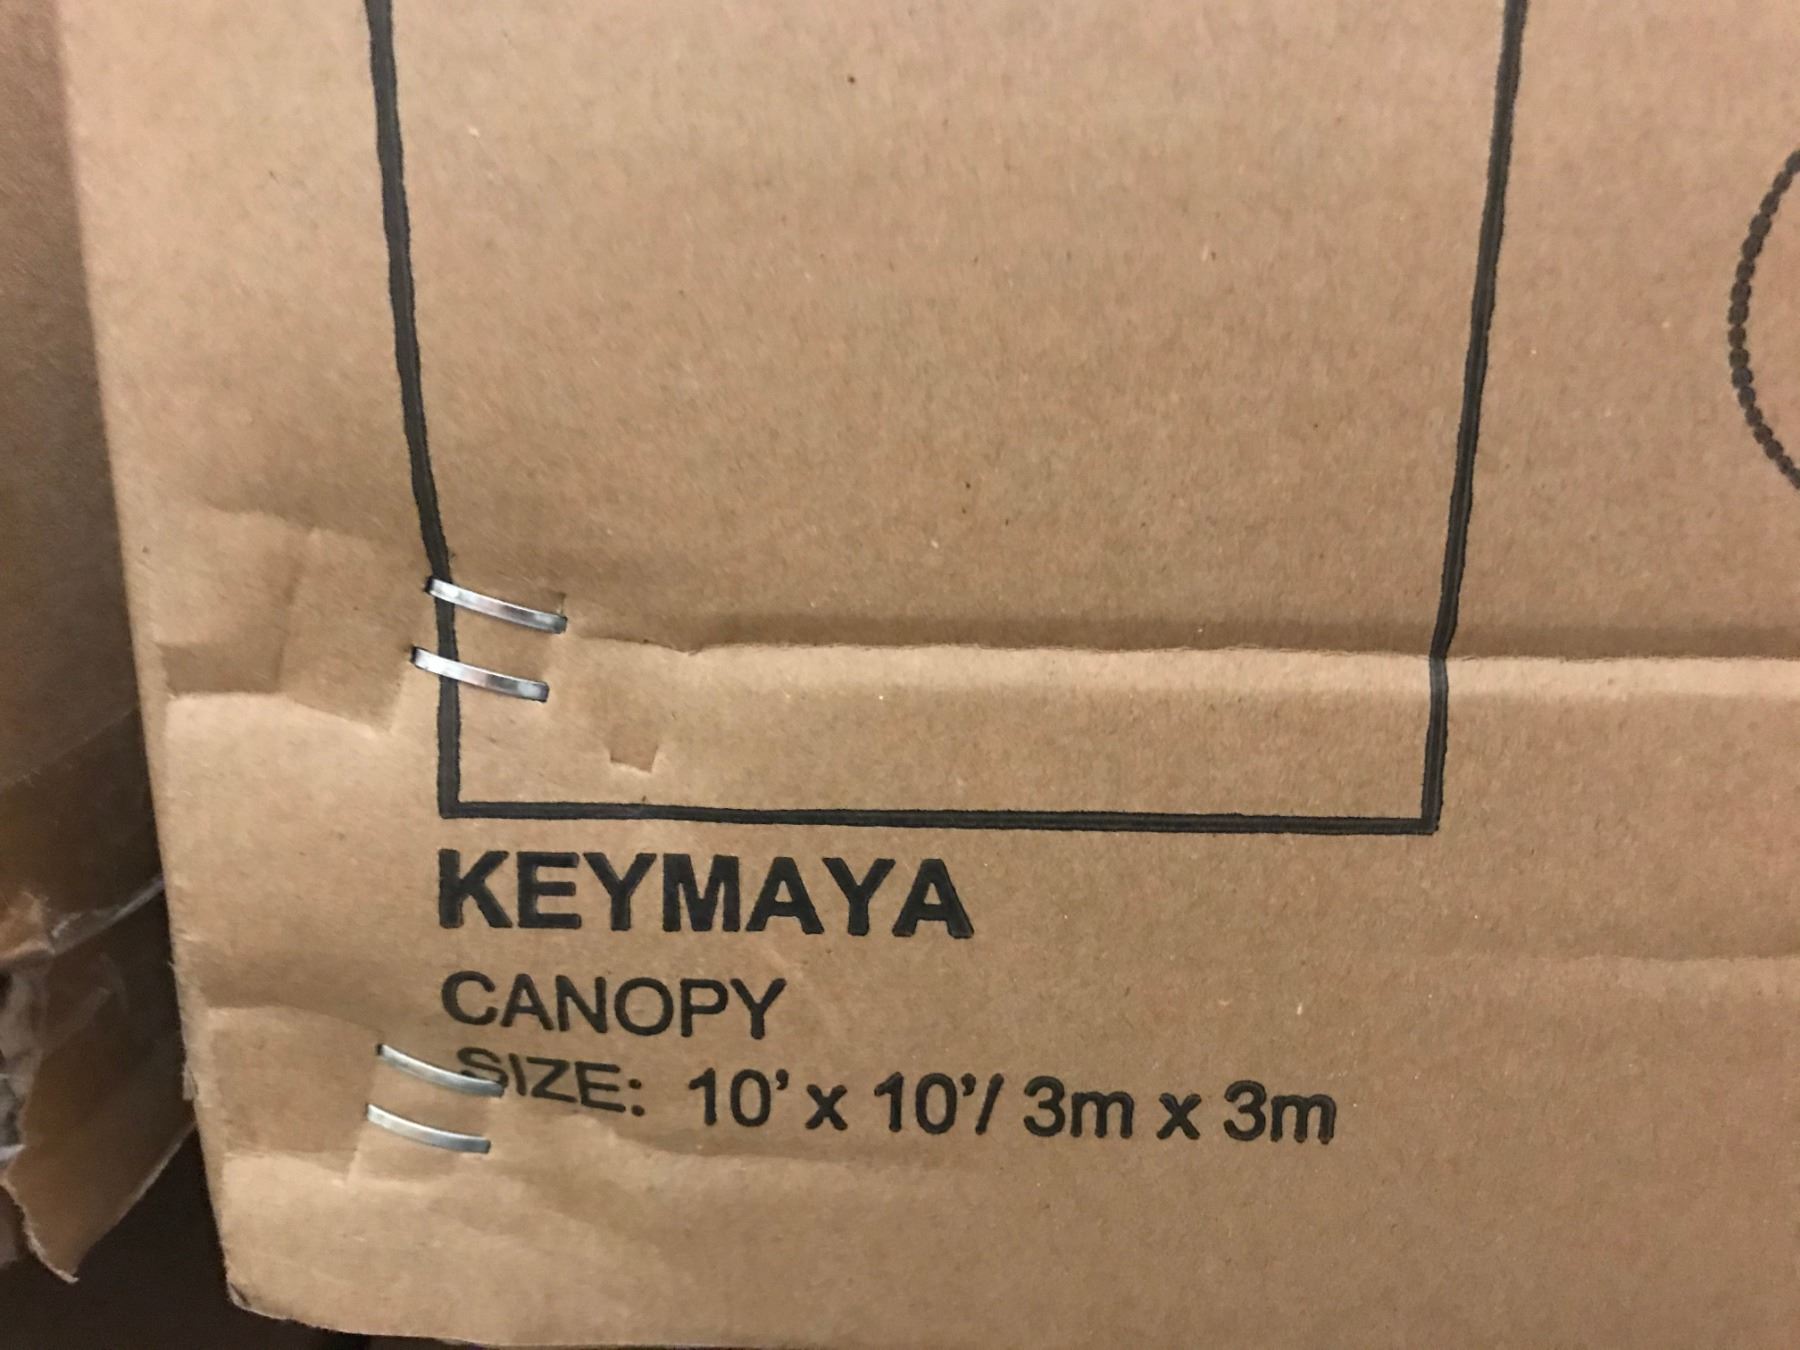 KEYMAYA
CANOPY
SIZE: 10’ x 10’/ 3m x 3m